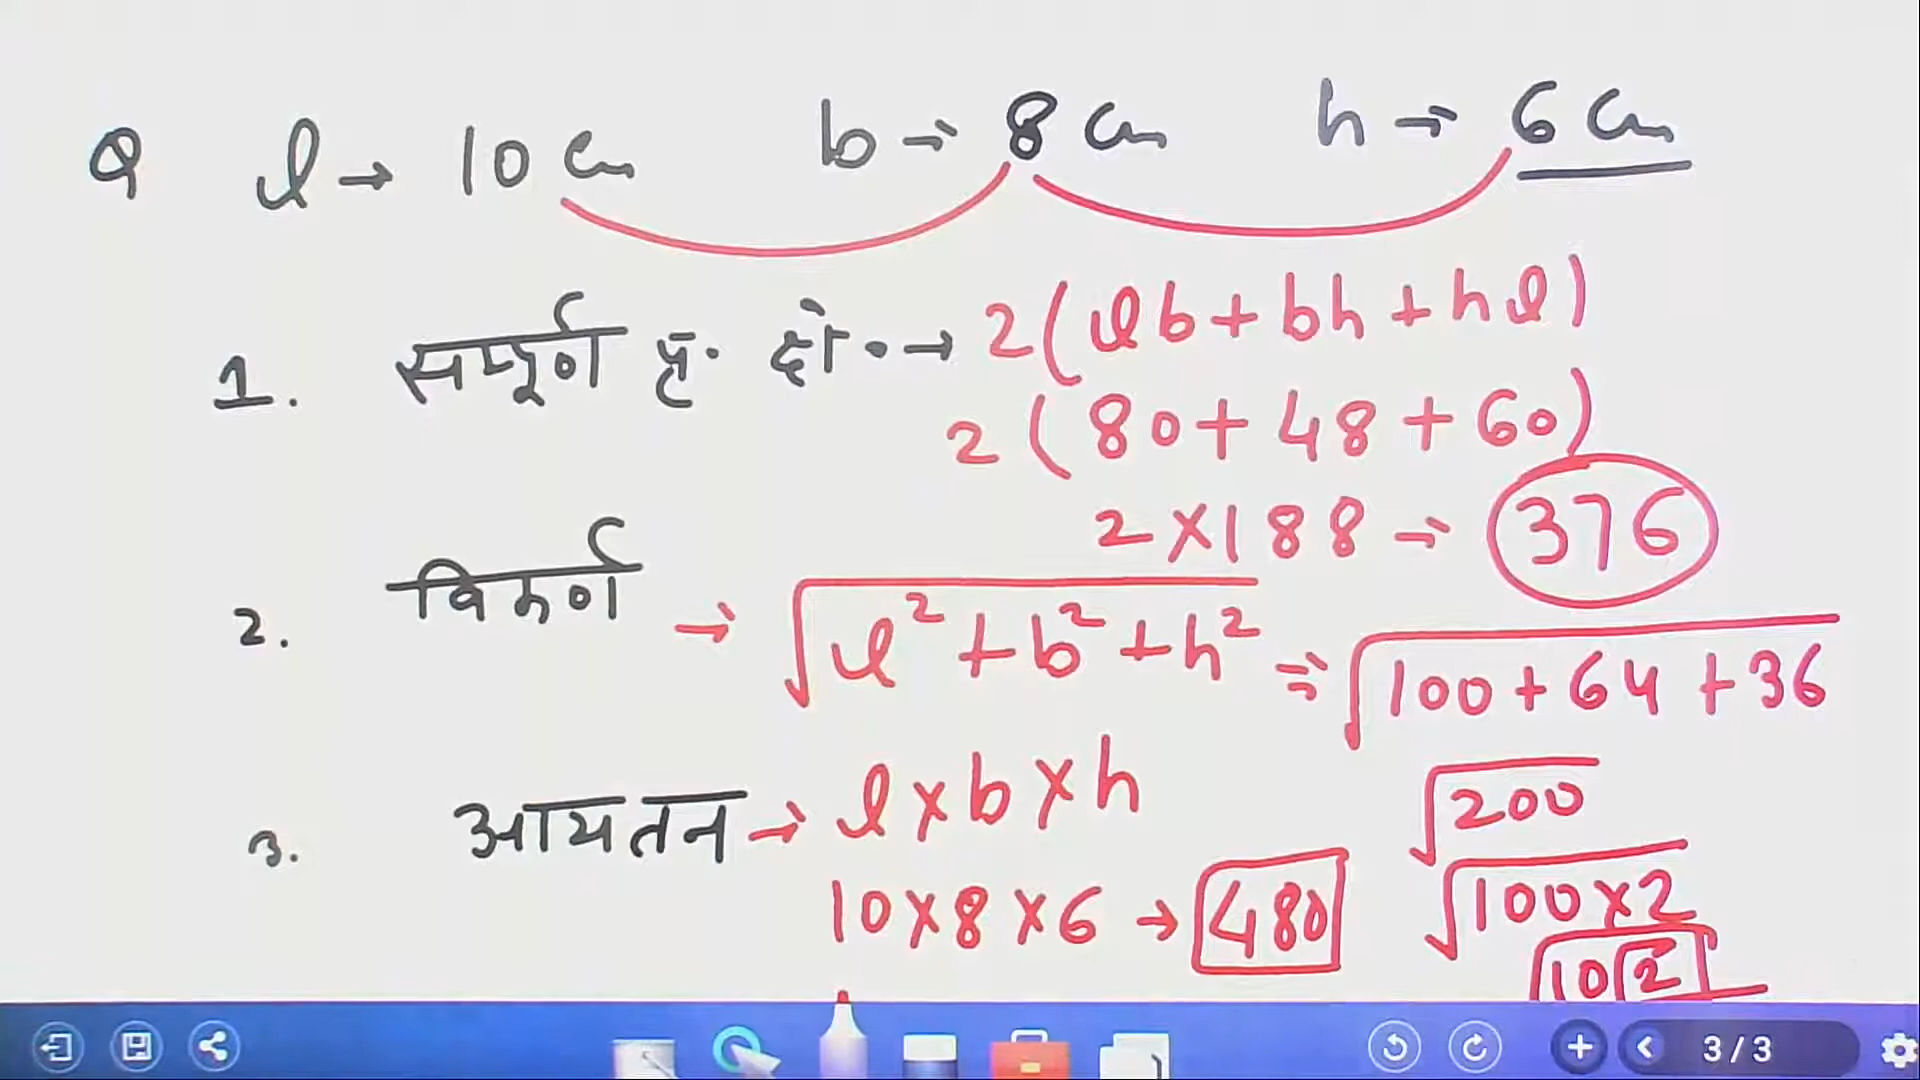 Q l → 10 cm b → 8 cm h → 6 cm
1. सम्पूर्ण पृ. क्षे. → 2(lb + bh + hl)
2(80 + 48 + 60)
2 × 188 → 376
2. विकर्ण → √l² + b² + h² ⇒ √100 + 64 + 36
√200
√100 × 2
10√2
3. आयतन → l × b × h
10 × 8 × 6 → 480
3 / 3